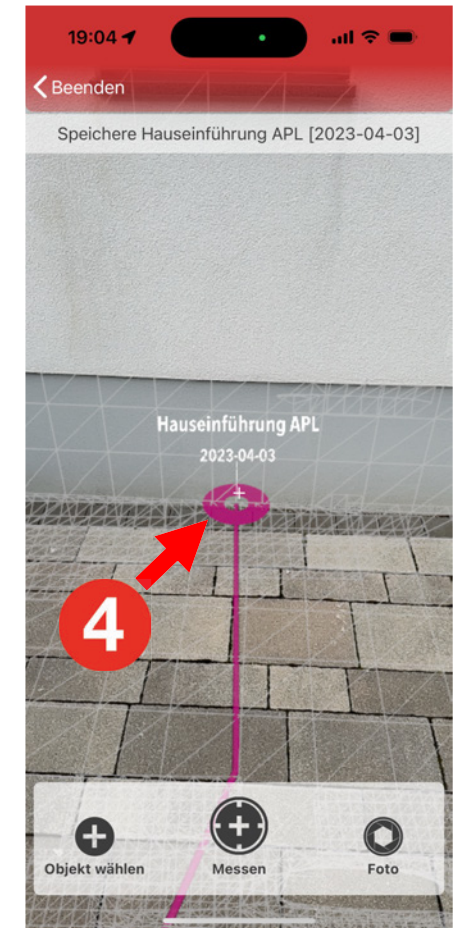 19:04
Beenden
Speichere Hauseinführung APL [2023-04-03]
Hauseinführung APL
2023-04-03
4
Objekt wählen
Messen
Foto